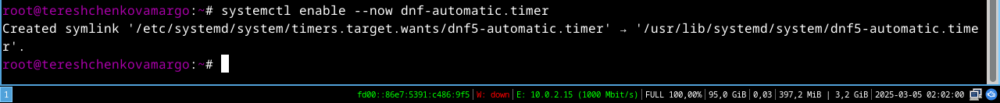 root@tereshchenkovamargo:~# systemctl enable --now dnf-automatic.timer
Created symlink '/etc/systemd/system/timers.target.wants/dnf5-automatic.timer' → '/usr/lib/systemd/system/dnf5-automatic.time
r'.
root@tereshchenkovamargo:~#
1 fd00::86e7:5391:c486:9f5 | W: down | E: 10.0.2.15 (1000 Mbit/s) | FULL 100,00% | 95,0 GiB | 0,03 | 397,2 MiB | 3,2 GiB | 2025-03-05 02:02:00